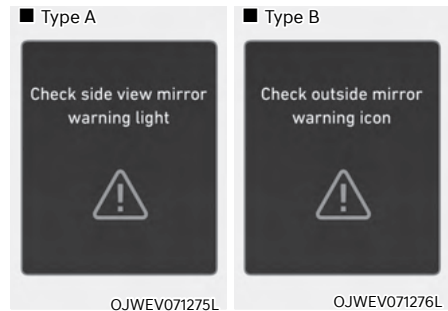 ■ Type A
Check side view mirror
warning light
OJWEV071275L
■ Type B
Check outside mirror
warning icon
OJWEV071276L